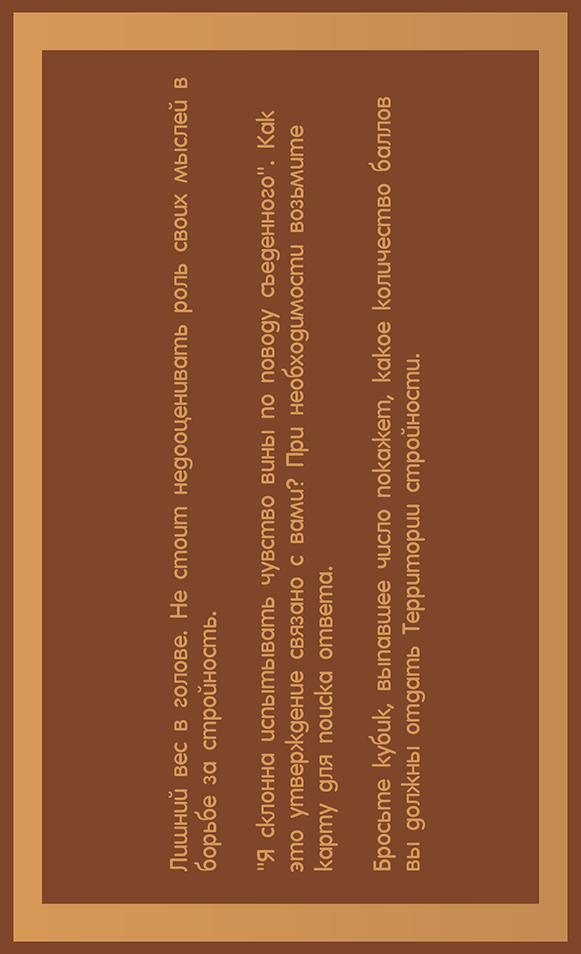 Лишний вес в голове. Не стоит недооценивать роль своих мыслей в
борьбе за стройность.
"Я склонна испытывать чувство вины по поводу съеденного". Как
это утверждение связано с вами? При необходимости возьмите
карту для поиска ответа.
Бросьте кубик, выпавшее число покажет, какое количество баллов
вы должны отдать Территории стройности.